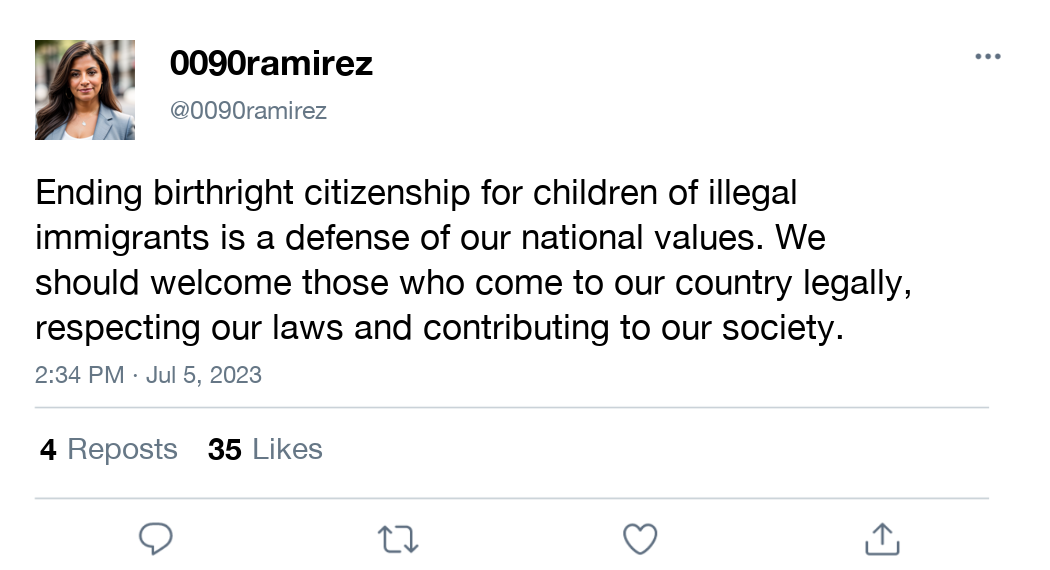 0090ramirez
@0090ramirez
Ending birthright citizenship for children of illegal
immigrants is a defense of our national values. We
should welcome those who come to our country legally,
respecting our laws and contributing to our society.
2:34 PM · Jul 5, 2023
4 Reposts 35 Likes